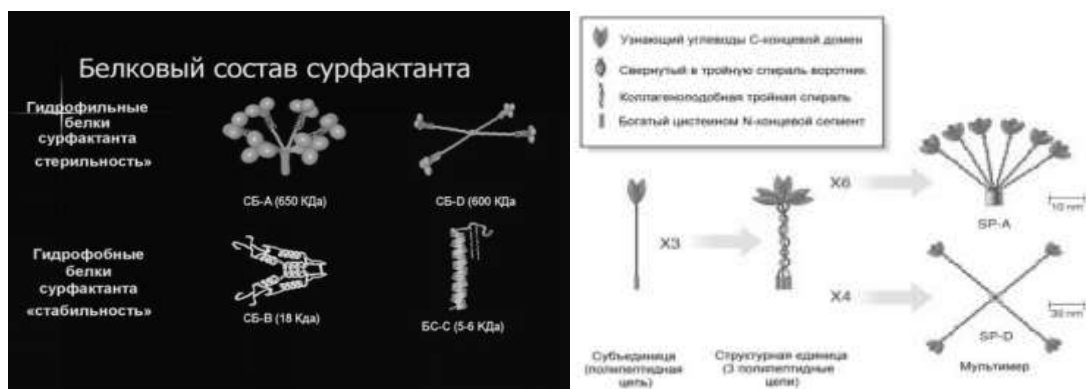 Белковый состав сурфактанта
Гидрофильные
белки
сурфактанта
стерильность»
СБ-А (650 КДа)
СБ-D (600 КДа
Гидрофобные
белки
сурфактанта
«стабильность»
СБ-В (18 Кда)
БС-С (5-6 КДа)
Узнающий углеводы С-концевой домен
Свернутый в тройную спираль воротник
Коллагеноподобная тройная спираль
Богатый цистеином N-концевой сегмент
X3
X6
X4
10 nm
SP-A
30 nm
SP-D
Субъединица
(полипептидная
цепь)
Структурная единица
(3 полипептидные
цепи)
Мультимер